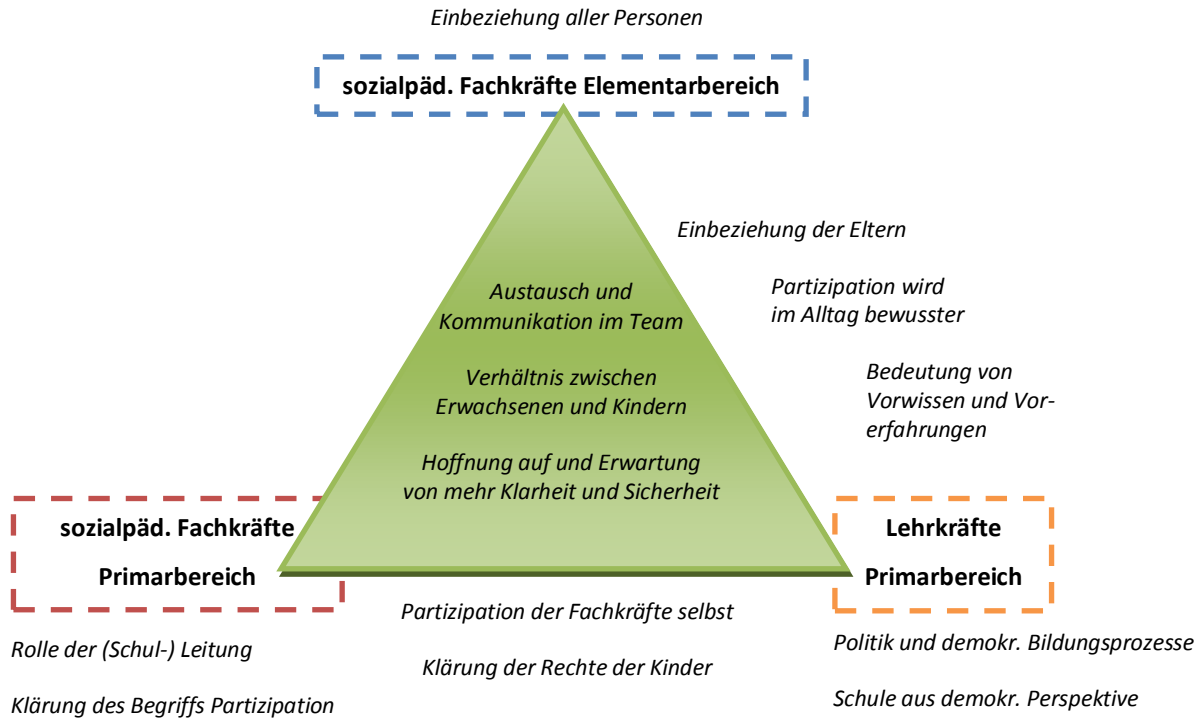 Einbeziehung aller Personen
sozialpäd. Fachkräfte Elementarbereich
Einbeziehung der Eltern
Partizipation wird
im Alltag bewusster
Bedeutung von
Vorwissen und Vor-
erfahrungen
Austausch und
Kommunikation im Team
Verhältnis zwischen
Erwachsenen und Kindern
Hoffnung auf und Erwartung
von mehr Klarheit und Sicherheit
sozialpäd. Fachkräfte
Primarbereich
Lehrkräfte
Primarbereich
Rolle der (Schul-) Leitung
Klärung des Begriffs Partizipation
Partizipation der Fachkräfte selbst
Klärung der Rechte der Kinder
Politik und demokr. Bildungsprozesse
Schule aus demokr. Perspektive